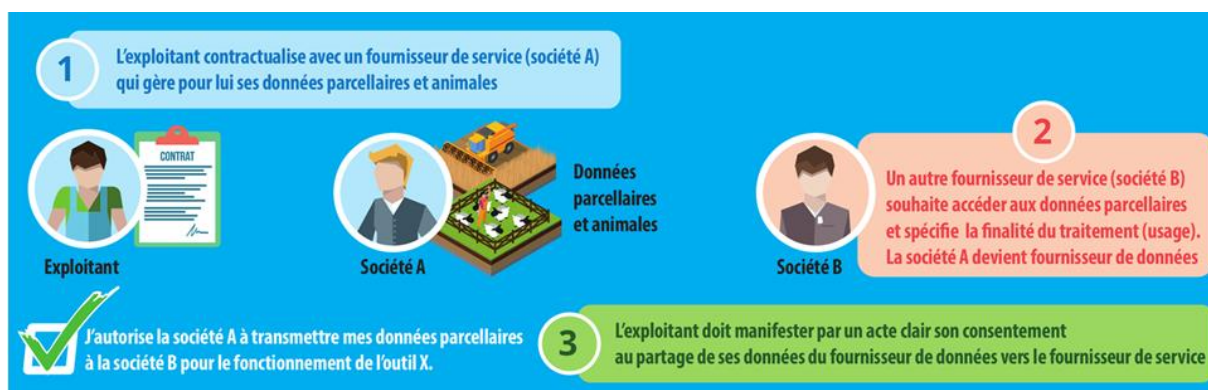 1
L'exploitant contractualise avec un fournisseur de service (société A)
qui gère pour lui ses données parcellaires et animales
CONTRAT
Exploitant
Société A
Données
parcellaires
et animales
Société B
2
Un autre fournisseur de service (société B)
souhaite accéder aux données parcellaires
et spécifie la finalité du traitement (usage).
La société A devient fournisseur de données
J'autorise la société A à transmettre mes données parcellaires
à la société B pour le fonctionnement de l'outil X.
3
L'exploitant doit manifester par un acte clair son consentement
au partage de ses données du fournisseur de données vers le fournisseur de service